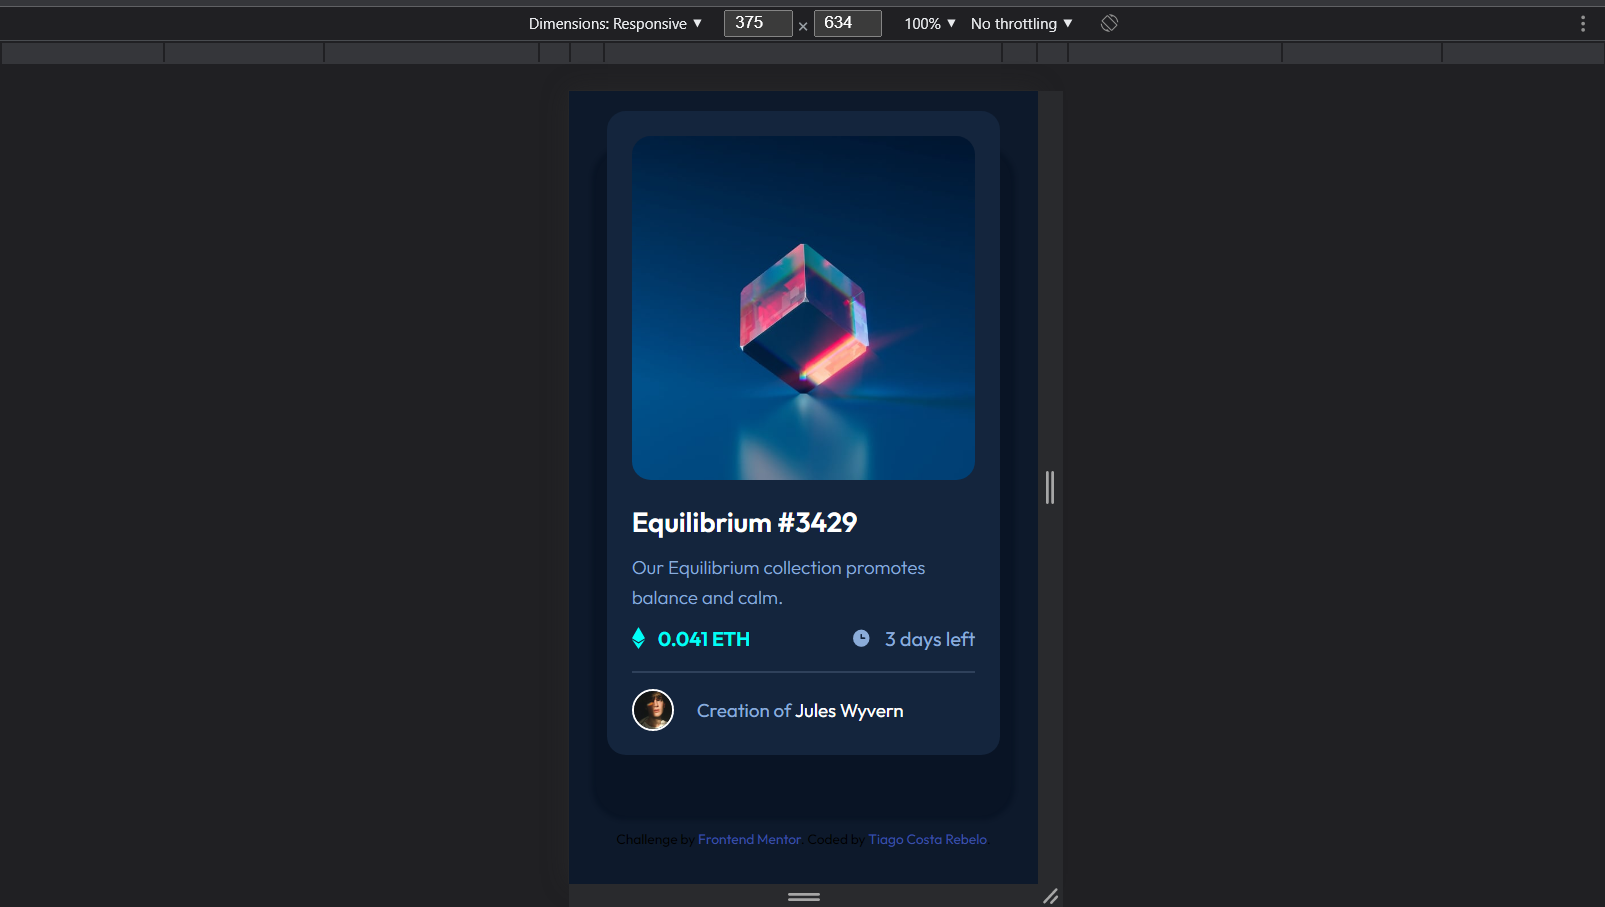 Dimensions: Responsive ▼ 375 × 634 100% ▼ No throttling ▼
Equilibrium #3429
Our Equilibrium collection promotes
balance and calm.
0.041 ETH 3 days left
Creation of Jules Wyvern
Challenge by Frontend Mentor. Coded by Tiago Costa Rebelo